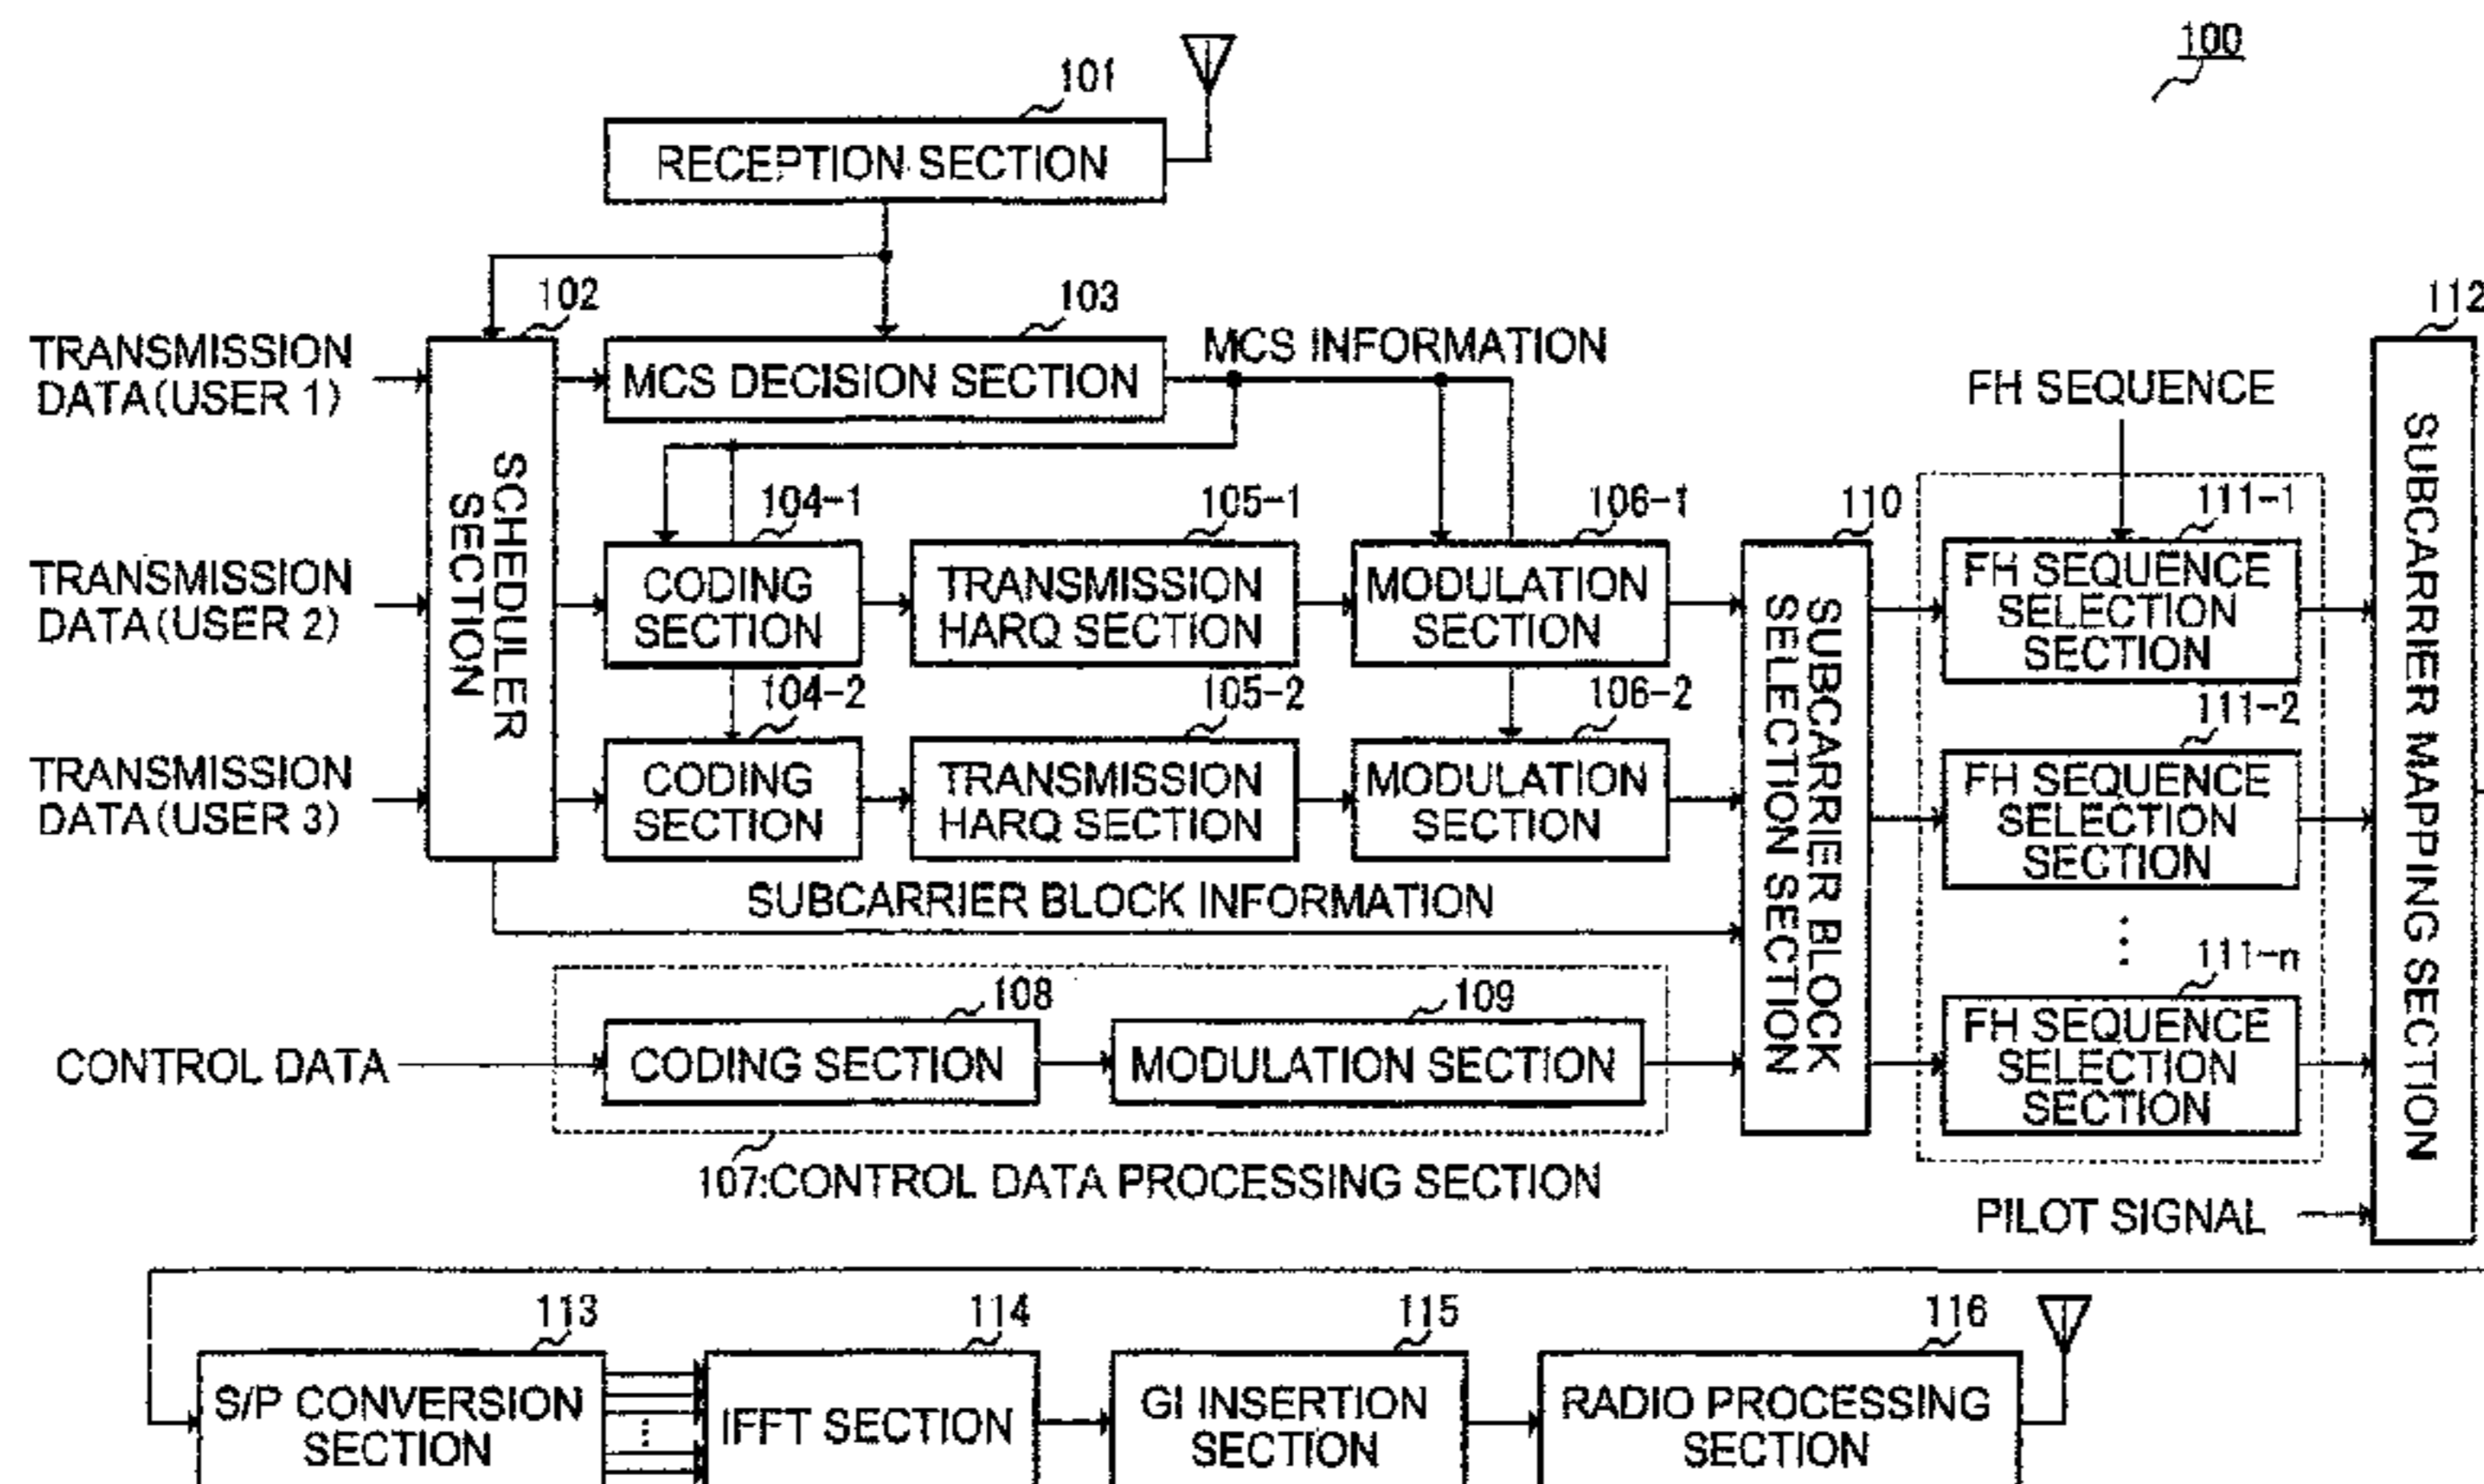 100
101
RECEPTION SECTION
102
103
112
TRANSMISSION
DATA(USER 1)
MCS DECISION SECTION
MCS INFORMATION
FH SEQUENCE
SCHEDULER
SECTION
104-1
105-1
106-1
110
111-1
TRANSMISSION
DATA(USER 2)
CODING
SECTION
TRANSMISSION
HARQ SECTION
MODULATION
SECTION
SUBCARRIER BLOCK
SELECTION SECTION
FH SEQUENCE
SELECTION
SECTION
SUBCARRIER MAPPING SECTION
104-2
105-2
106-2
111-2
TRANSMISSION
DATA(USER 3)
CODING
SECTION
TRANSMISSION
HARQ SECTION
MODULATION
SECTION
FH SEQUENCE
SELECTION
SECTION
SUBCARRIER BLOCK INFORMATION
108
109
111-n
CONTROL DATA
CODING SECTION
MODULATION SECTION
FH SEQUENCE
SELECTION
SECTION
107:CONTROL DATA PROCESSING SECTION
PILOT SIGNAL
113
114
115
116
S/P CONVERSION
SECTION
IFFT SECTION
GI INSERTION
SECTION
RADIO PROCESSING
SECTION